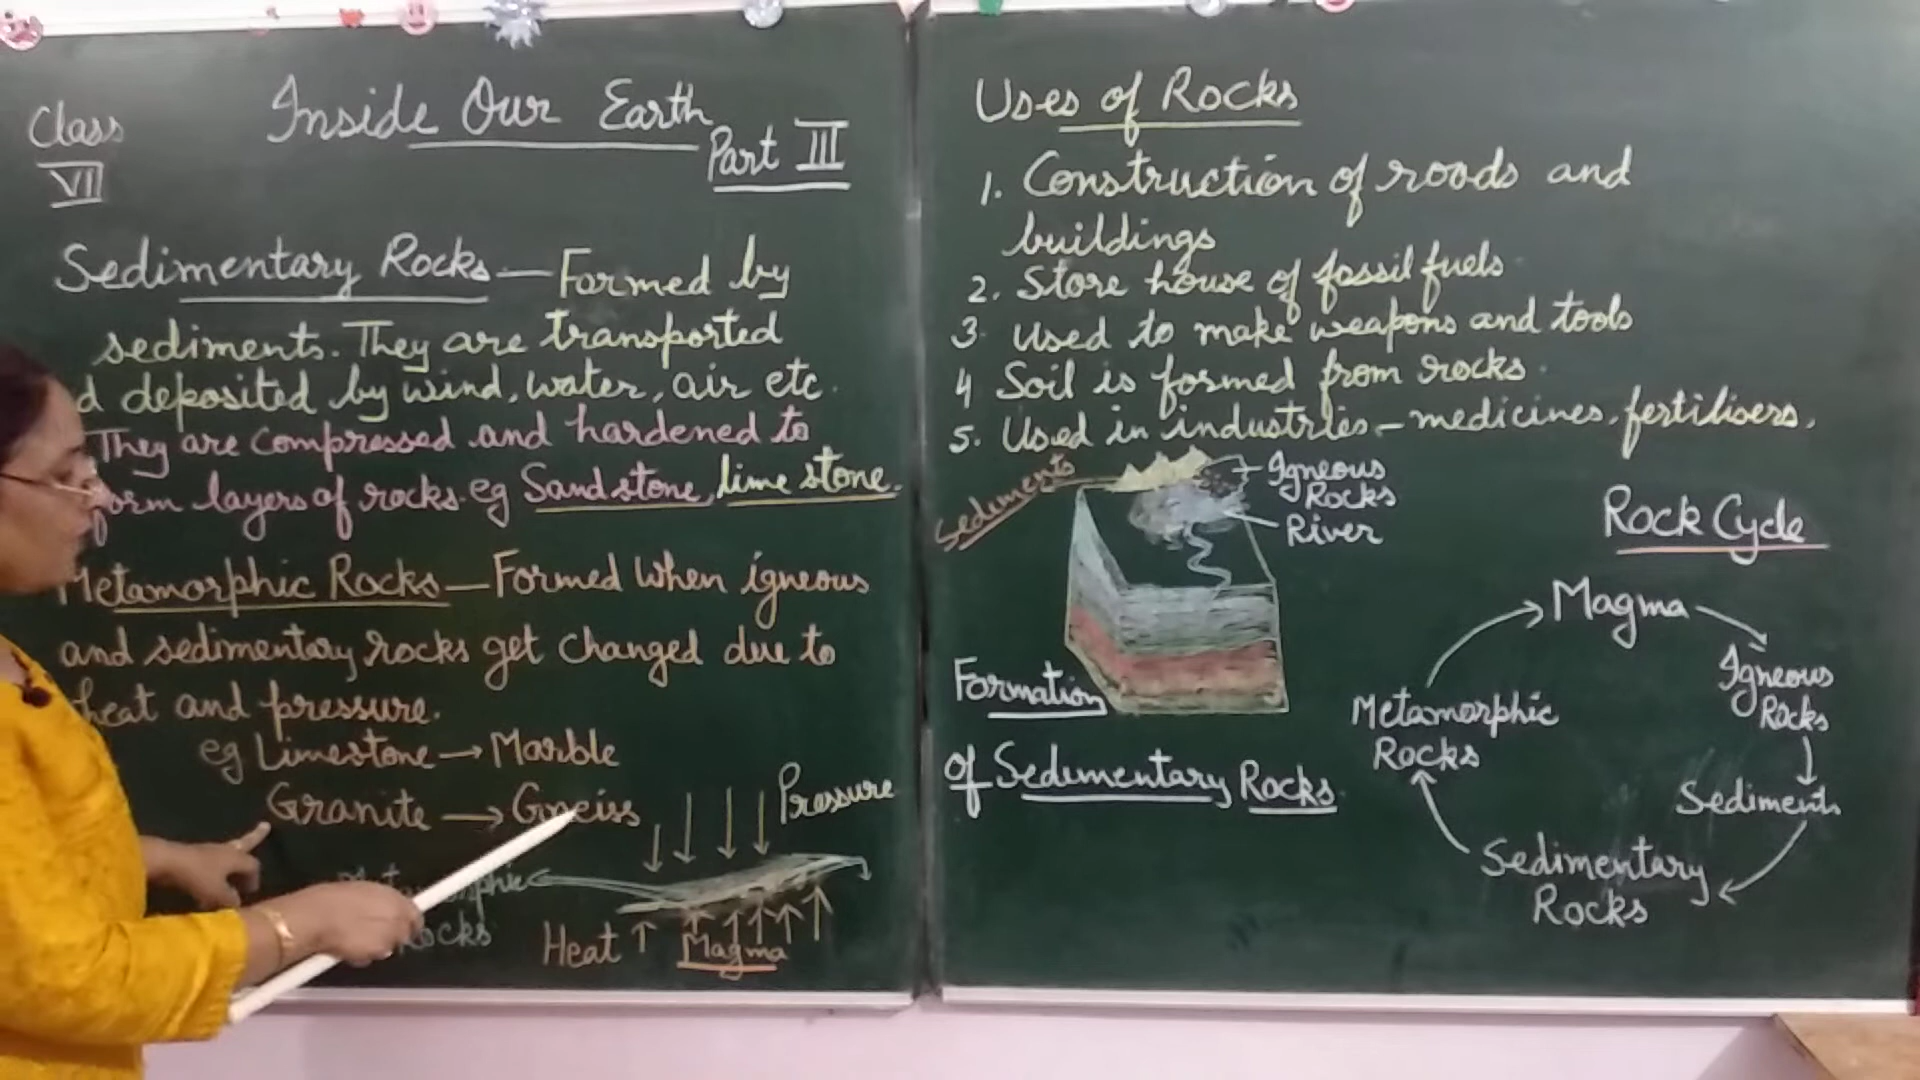 Class
VII
Inside Our Earth
Part III
Sedimentary Rocks — Formed by
sediments. They are transported
d deposited by wind, water, air etc.
They are compressed and hardened to
form layers of rocks. eg Sandstone, lime stone.
Metamorphic Rocks — Formed when igneous
and sedimentary rocks get changed due to
heat and pressure.
eg Limestone → Marble
Granite → Gneiss
Pressure
Rocks
Heat
Magma
Uses of Rocks
1. Construction of roads and
buildings
2. Store house of fossil fuels.
3. Used to make weapons and tools
4 Soil is formed from rocks.
5. Used in industries — medicines, fertilisers.
Sediments
Igneous
Rocks
River
Formation
of Sedimentary Rocks.
Rock Cycle
Magma
Igneous
Rocks
Sediments
Sedimentary
Rocks
Metamorphic
Rocks